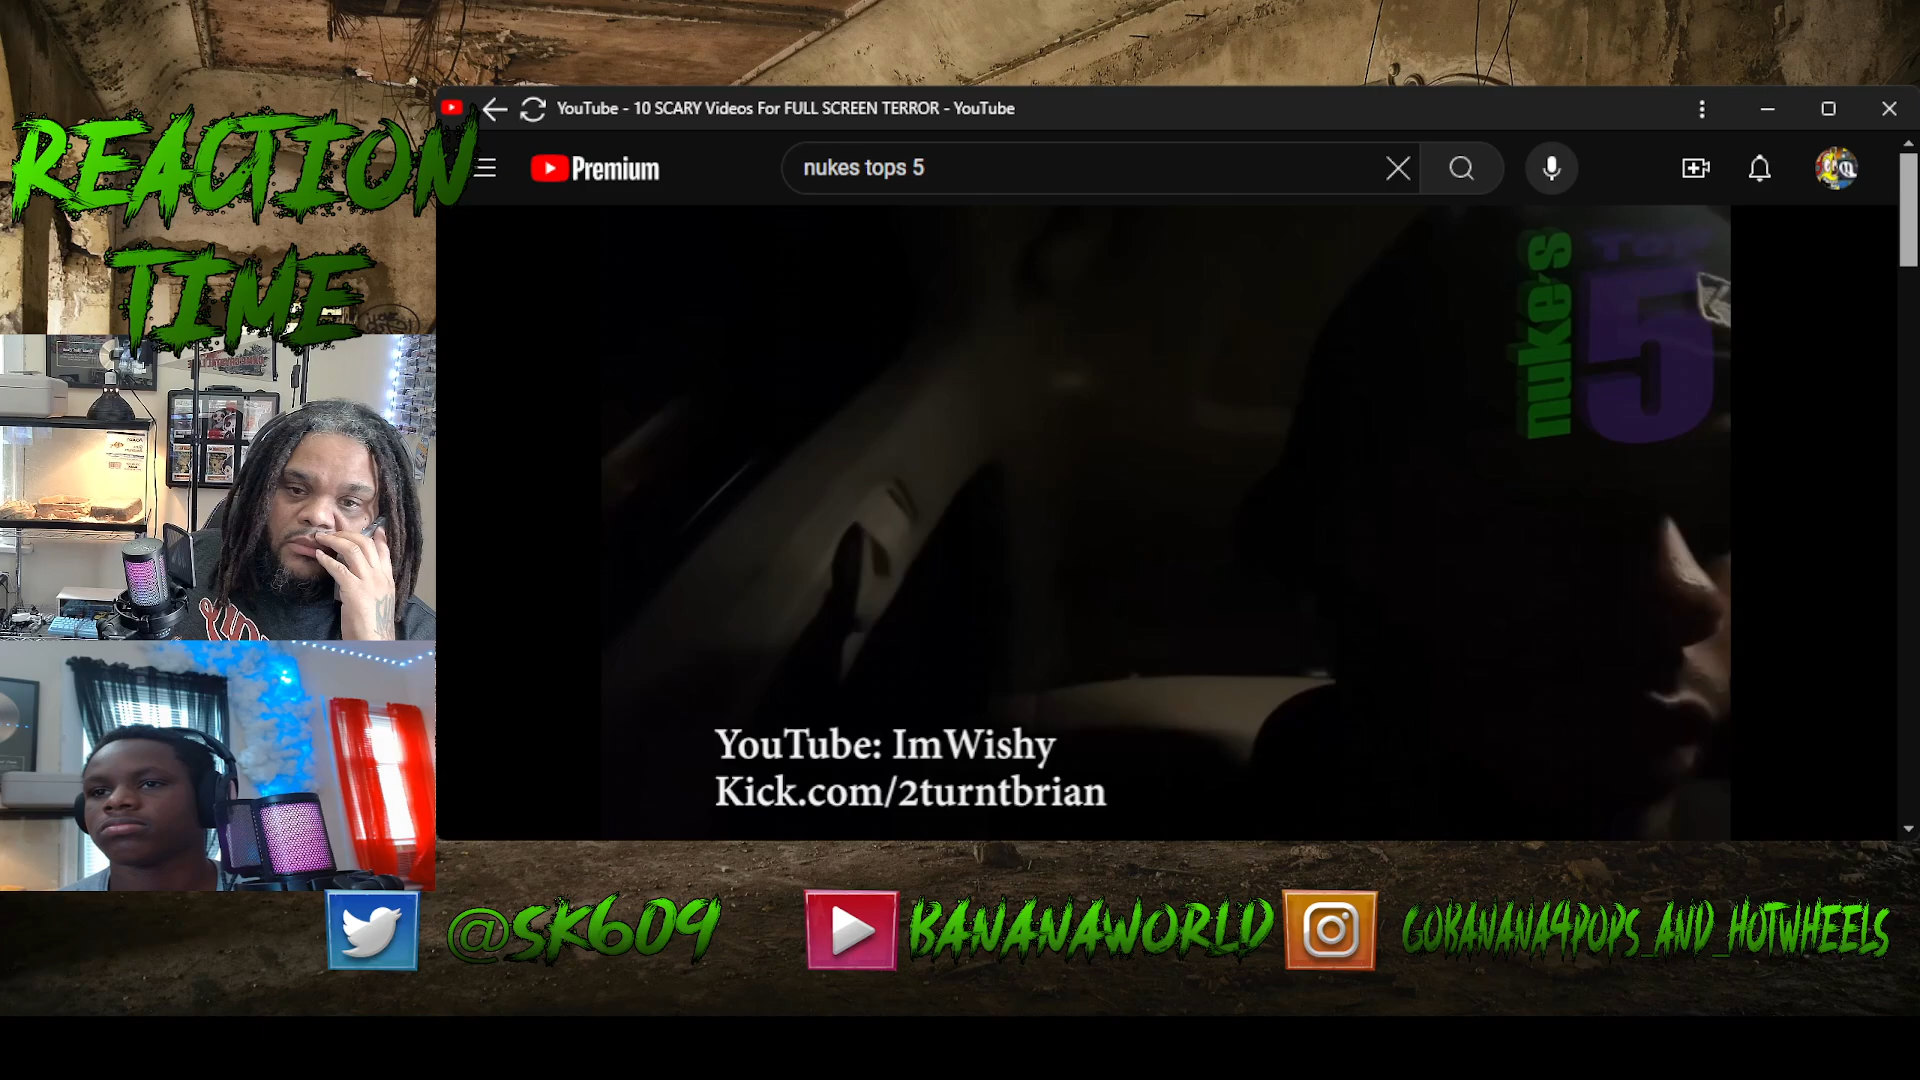 REACTION
TIME
YouTube - 10 SCARY Videos For FULL SCREEN TERROR - YouTube
Premium
nukes tops 5
nuke's
Top
5
YouTube: ImWishy
Kick.com/2turntbrian
@SK609
BANANAWORLD
GOBANANA4POPS_AND_HOTWHEELS